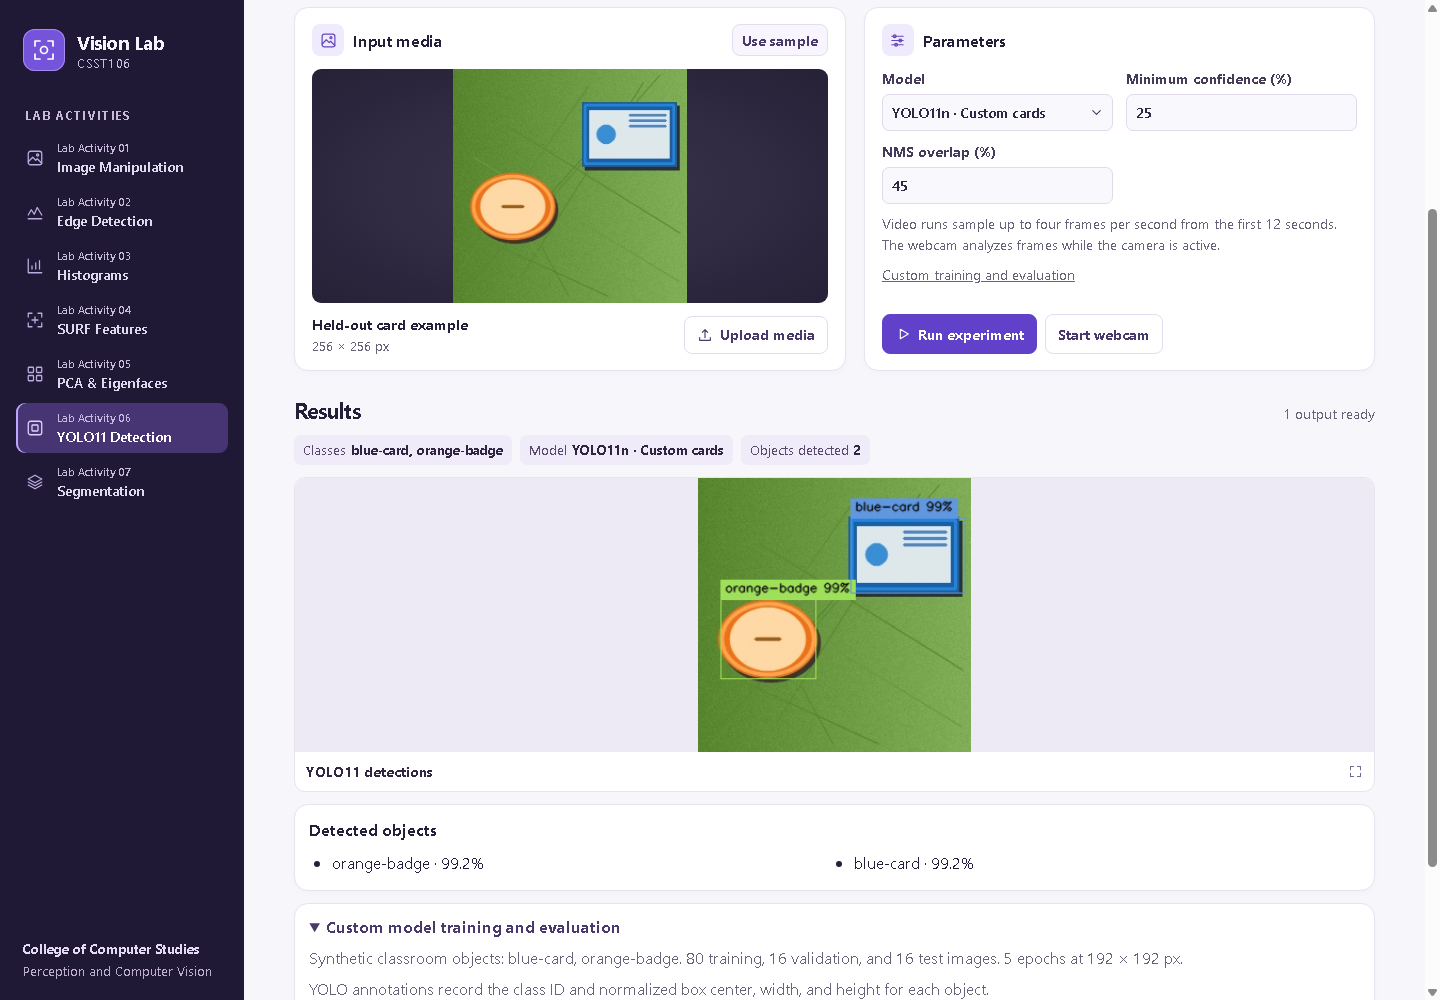 Vision Lab
CSST106
LAB ACTIVITIES
Lab Activity 01
Image Manipulation
Lab Activity 02
Edge Detection
Lab Activity 03
Histograms
Lab Activity 04
SURF Features
Lab Activity 05
PCA & Eigenfaces
Lab Activity 06
YOLO11 Detection
Lab Activity 07
Segmentation
College of Computer Studies
Perception and Computer Vision
Input media
Use sample
Held-out card example
256 × 256 px
Upload media
Parameters
Model
Minimum confidence (%)
YOLO11n · Custom cards
25
NMS overlap (%)
45
Video runs sample up to four frames per second from the first 12 seconds.
The webcam analyzes frames while the camera is active.
Custom training and evaluation
Run experiment
Start webcam
Results
1 output ready
Classes blue-card, orange-badge
Model YOLO11n · Custom cards
Objects detected 2
blue-card 99%
orange-badge 99%
YOLO11 detections
Detected objects
• orange-badge · 99.2%
• blue-card · 99.2%
▼ Custom model training and evaluation
Synthetic classroom objects: blue-card, orange-badge. 80 training, 16 validation, and 16 test images. 5 epochs at 192 × 192 px.
YOLO annotations record the class ID and normalized box center, width, and height for each object.